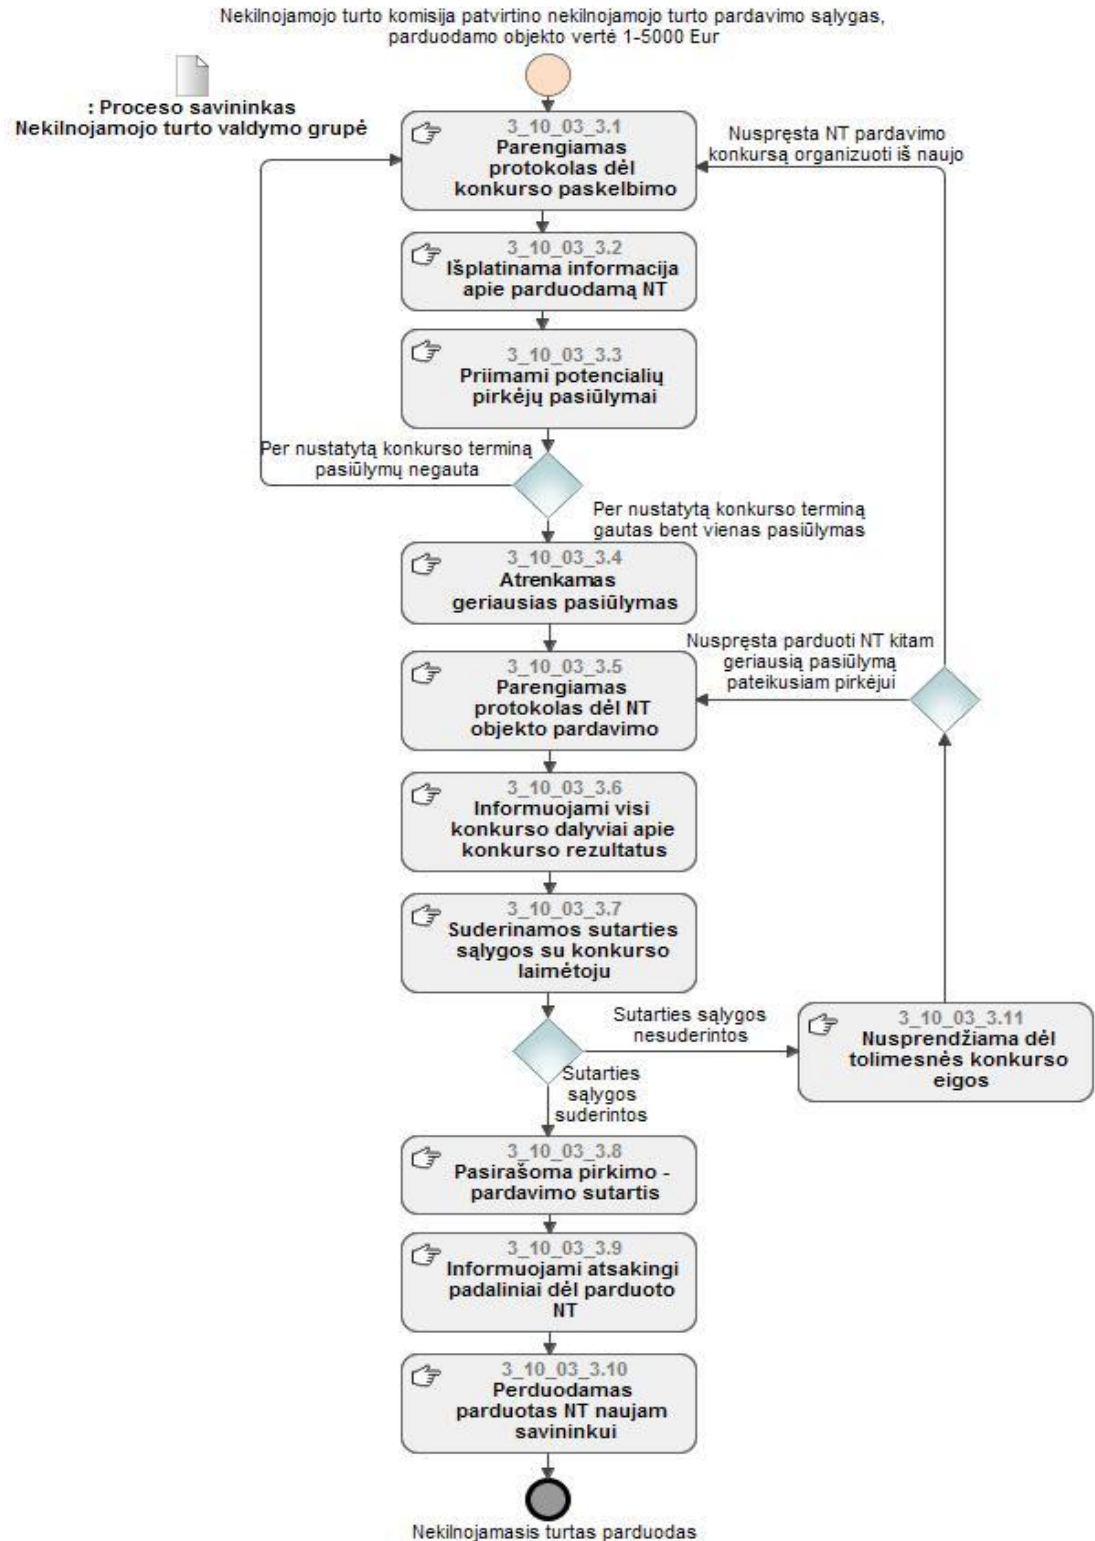 Nekilnojamojo turto komisija patvirtino nekilnojamojo turto pardavimo sąlygas,
parduodamo objekto vertė 1-5000 Eur
: Proceso savininkas
Nekilnojamojo turto valdymo grupė
3_10_03_3.1
Parengiamas
protokolas dėl
konkurso paskelbimo
Nuspręsta NT pardavimo
konkursą organizuoti iš naujo
3_10_03_3.2
Išplatinama informacija
apie parduodamą NT
3_10_03_3.3
Priimami potencialių
pirkėjų pasiūlymai
Per nustatytą konkurso terminą
pasiūlymų negauta
Per nustatytą konkurso terminą
gautas bent vienas pasiūlymas
3_10_03_3.4
Atrenkamas
geriausias pasiūlymas
Nuspręsta parduoti NT kitam
geriausią pasiūlymą
pateikusiam pirkėjui
3_10_03_3.5
Parengiamas
protokolas dėl NT
objekto pardavimo
3_10_03_3.6
Informuojami visi
konkurso dalyviai apie
konkurso rezultatus
3_10_03_3.7
Suderinamos sutarties
sąlygos su konkurso
laimėtoju
Sutarties sąlygos
nesuderintos
3_10_03_3.11
Nusprendžiama dėl
tolimesnės konkurso
eigos
Sutarties
sąlygos
suderintos
3_10_03_3.8
Pasirašoma pirkimo -
pardavimo sutartis
3_10_03_3.9
Informuojami atsakingi
padaliniai dėl parduoto
NT
3_10_03_3.10
Perduodamas
parduotas NT naujam
savininkui
Nekilnojamasis turtas parduodas